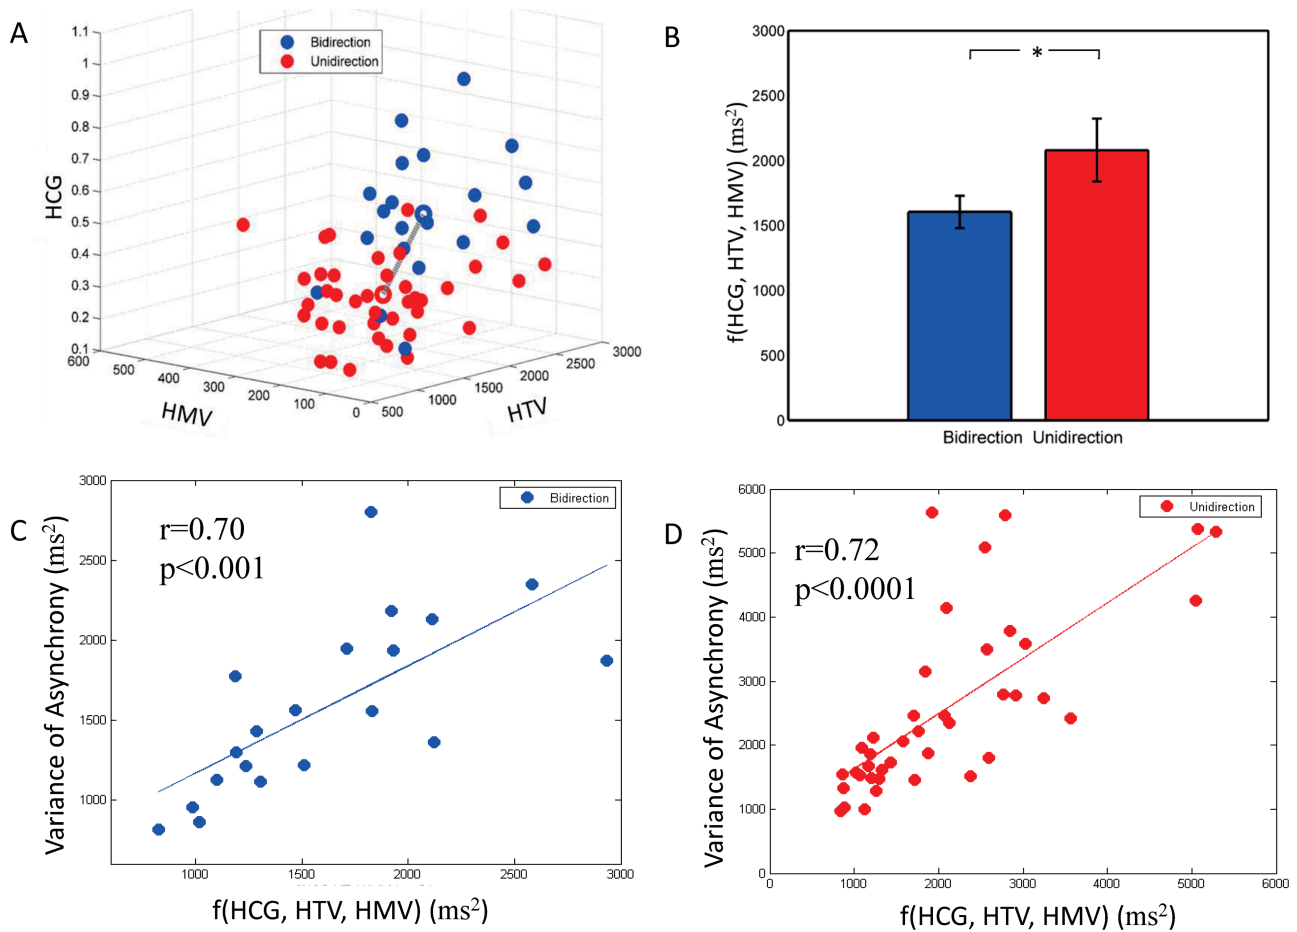 A
1.1
1
0.9
0.8
0.7
0.6
0.5
0.4
0.3
0.2
0.1
HCG
Bidirection
Unidirection
600
500
400
300
200
100
0
HMV
500
1000
1500
2000
2500
3000
HTV
B
3000
2500
2000
1500
1000
500
0
f(HCG, HTV, HMV) (ms²)
*
Bidirection Unidirection
C
3000
2500
2000
1500
1000
Variance of Asynchrony (ms²)
r=0.70
p<0.001
Bidirection
1000
1500
2000
2500
3000
f(HCG, HTV, HMV) (ms²)
D
6000
5000
4000
3000
2000
1000
0
Variance of Asynchrony (ms²)
r=0.72
p<0.0001
Unidirection
0
1000
2000
3000
4000
5000
6000
f(HCG, HTV, HMV) (ms²)